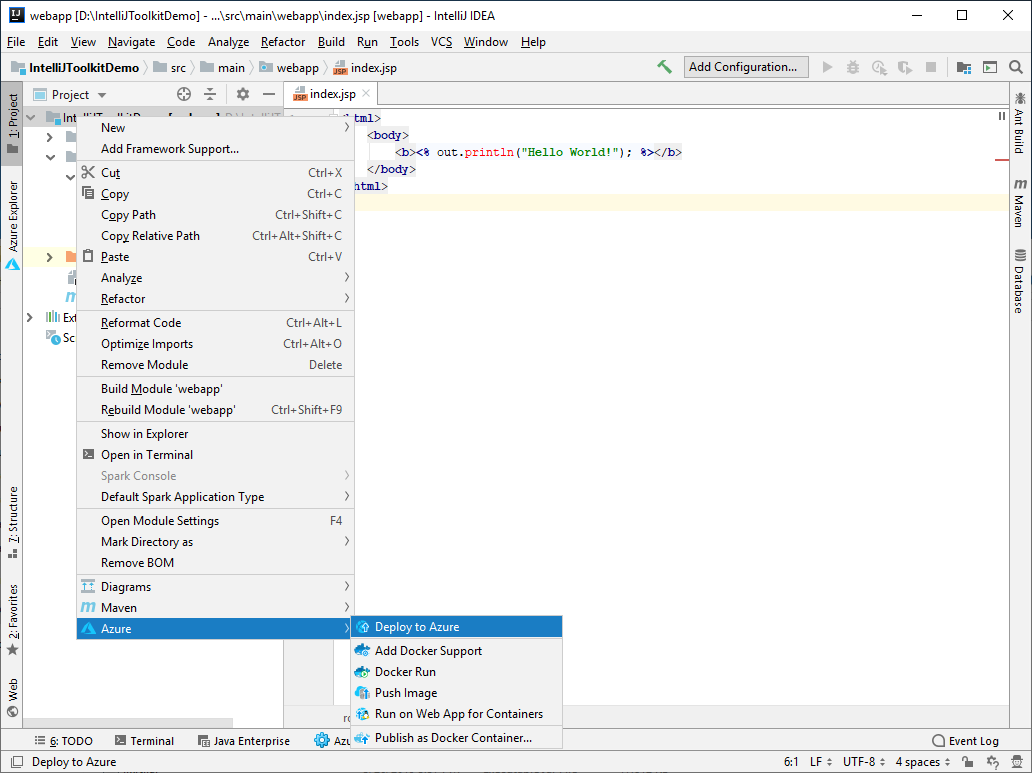 webapp [D:\IntelliJToolkitDemo] - ...\src\main\webapp\index.jsp [webapp] - IntelliJ IDEA
File Edit View Navigate Code Analyze Refactor Build Run Tools VCS Window Help
IntelliJToolkitDemo src main webapp index.jsp Add Configuration...
Project index.jsp
1: Project
Azure Explorer
7: Structure
2: Favorites
Web
<body>
<b><% out.println("Hello World!"); %></b>
</body>
html>
New
Add Framework Support...
Cut Ctrl+X
Copy Ctrl+C
Copy Path Ctrl+Shift+C
Copy Relative Path Ctrl+Alt+Shift+C
Paste Ctrl+V
Analyze
Refactor
Reformat Code Ctrl+Alt+L
Optimize Imports Ctrl+Alt+O
Remove Module Delete
Build Module 'webapp'
Rebuild Module 'webapp' Ctrl+Shift+F9
Show in Explorer
Open in Terminal
Spark Console
Default Spark Application Type
Open Module Settings F4
Mark Directory as
Remove BOM
Diagrams
Maven
Azure
Deploy to Azure
Add Docker Support
Docker Run
Push Image
Run on Web App for Containers
Publish as Docker Container...
Ant Build
Maven
Database
6: TODO Terminal Java Enterprise Event Log
Deploy to Azure 6:1 LF UTF-8 4 spaces